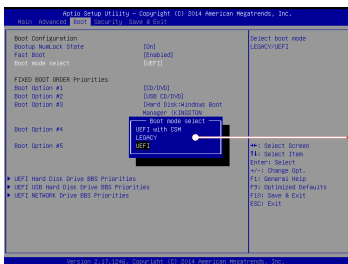 Aptio Setup Utility - Copyright (C) 2014 American Megatrends, Inc.
Main Advanced Boot Security Save & Exit
Boot Configuration
Bootup NumLock State [On]
Fast Boot [Enabled]
Boot mode select [UEFI]
FIXED BOOT ORDER Priorities
Boot Option #1 [CD/DVD]
Boot Option #2 [USB CD/DVD]
Boot Option #3 [Hard Disk:Windows Boot
Manager (KINGSTON
Boot mode select
Boot Option #4 UEFI with CSM
LEGACY
Boot Option #5 UEFI
UEFI Hard Disk Drive BBS Priorities
UEFI USB Hard Disk Drive BBS Priorities
UEFI NETWORK Drive BBS Priorities
Select boot mode
LEGACY/UEFI
→←: Select Screen
↑↓: Select Item
Enter: Select
+/-: Change Opt.
F1: General Help
F9: Optimized Defaults
F10: Save & Exit
ESC: Exit
Version 2.17.1246. Copyright (C) 2014 American Megatrends, Inc.